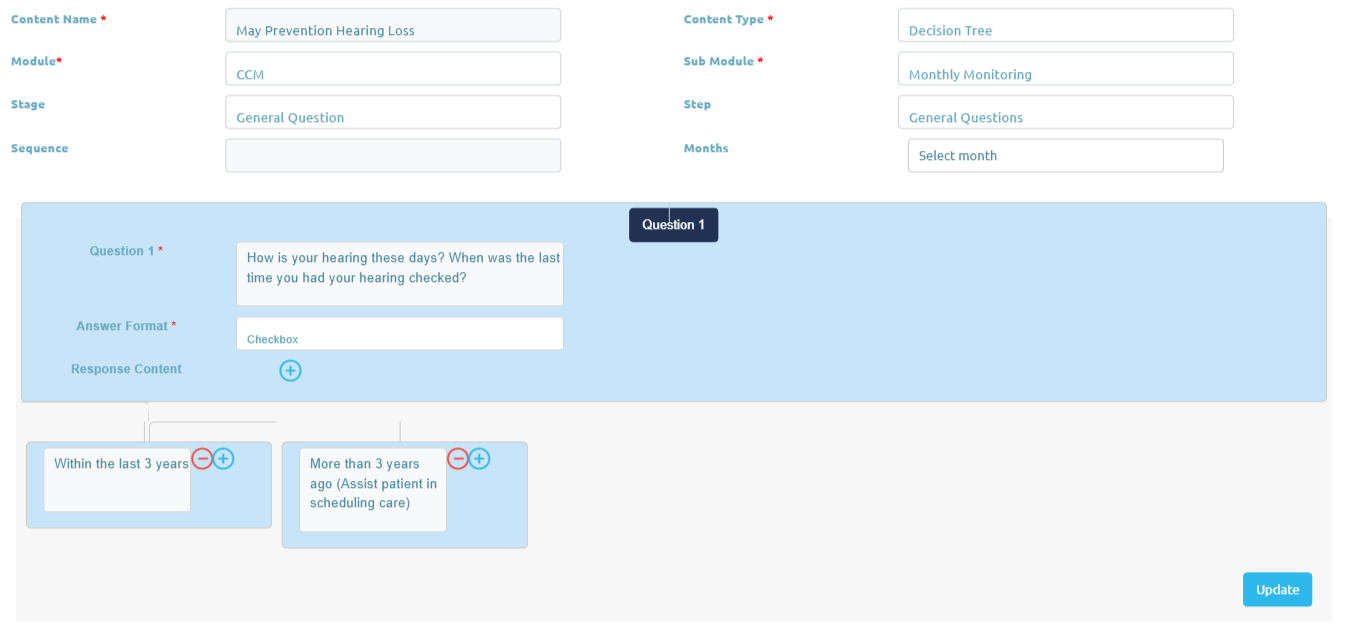 Content Name *
May Prevention Hearing Loss
Content Type *
Decision Tree
Module*
CCM
Sub Module *
Monthly Monitoring
Stage
General Question
Step
General Questions
Sequence
Months
Select month
Question 1
Question 1 *
How is your hearing these days? When was the last
time you had your hearing checked?
Answer Format *
Checkbox
Response Content
Within the last 3 years
More than 3 years
ago (Assist patient in
scheduling care)
Update